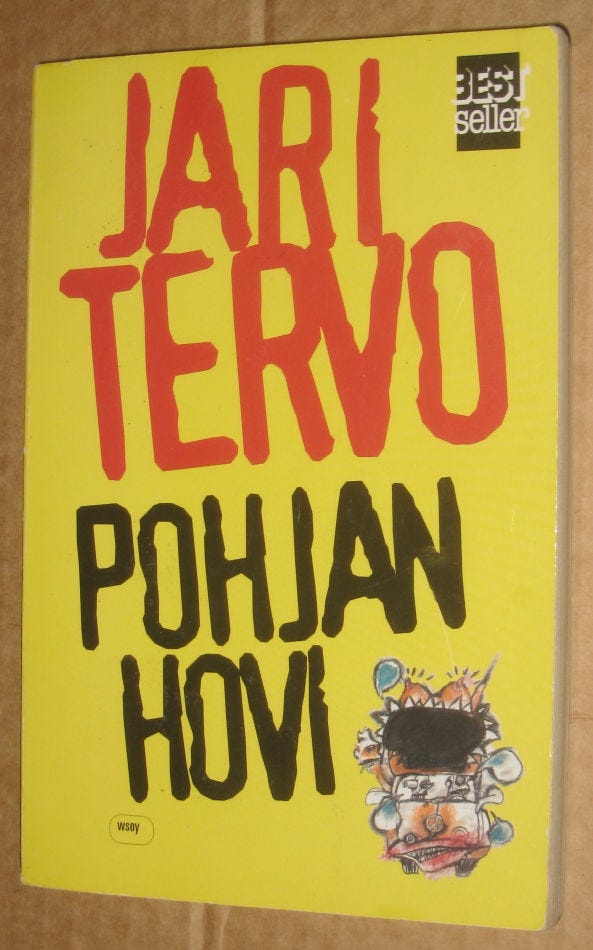 BEST
seller
JARI
TERVO
POHJAN
HOVI
wsoy